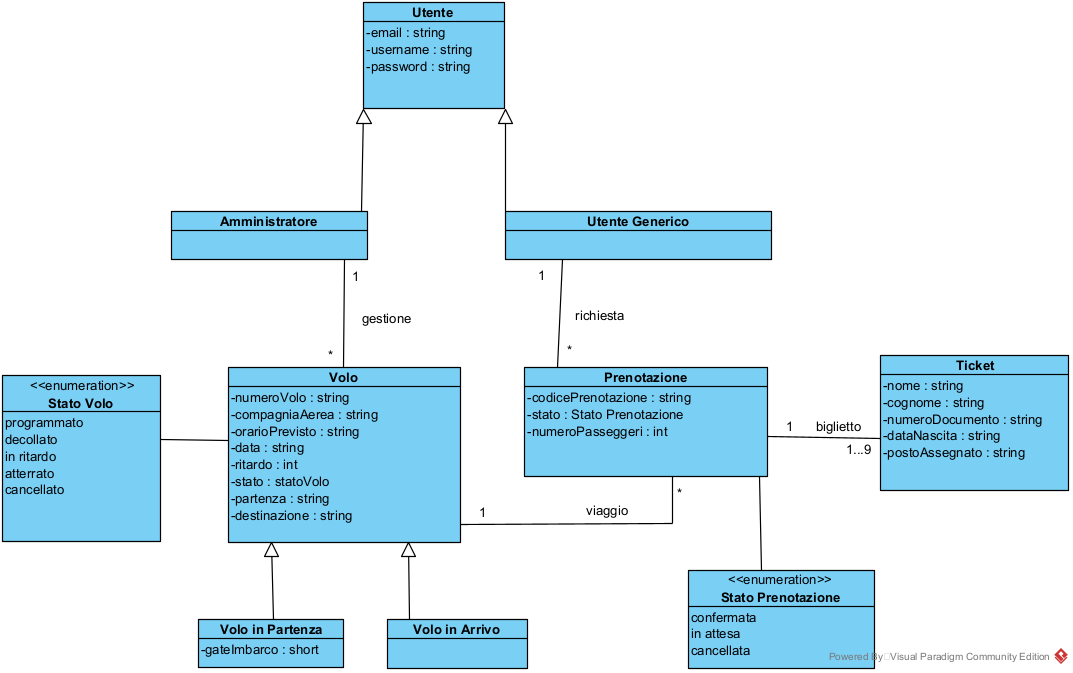 Utente
-email : string
-username : string
-password : string
Amministratore
Utente Generico
1
gestione
*
1
richiesta
*
<<enumeration>>
Stato Volo
programmato
decollato
in ritardo
atterrato
cancellato
Volo
-numeroVolo : string
-compagniaAerea : string
-orarioPrevisto : string
-data : string
-ritardo : int
-stato : statoVolo
-partenza : string
-destinazione : string
Prenotazione
-codicePrenotazione : string
-stato : Stato Prenotazione
-numeroPasseggeri : int
1
biglietto
1...9
Ticket
-nome : string
-cognome : string
-numeroDocumento : string
-dataNascita : string
-postoAssegnato : string
1
viaggio
*
Volo in Partenza
-gateImbarco : short
Volo in Arrivo
<<enumeration>>
Stato Prenotazione
confermata
in attesa
cancellata
Powered By Visual Paradigm Community Edition